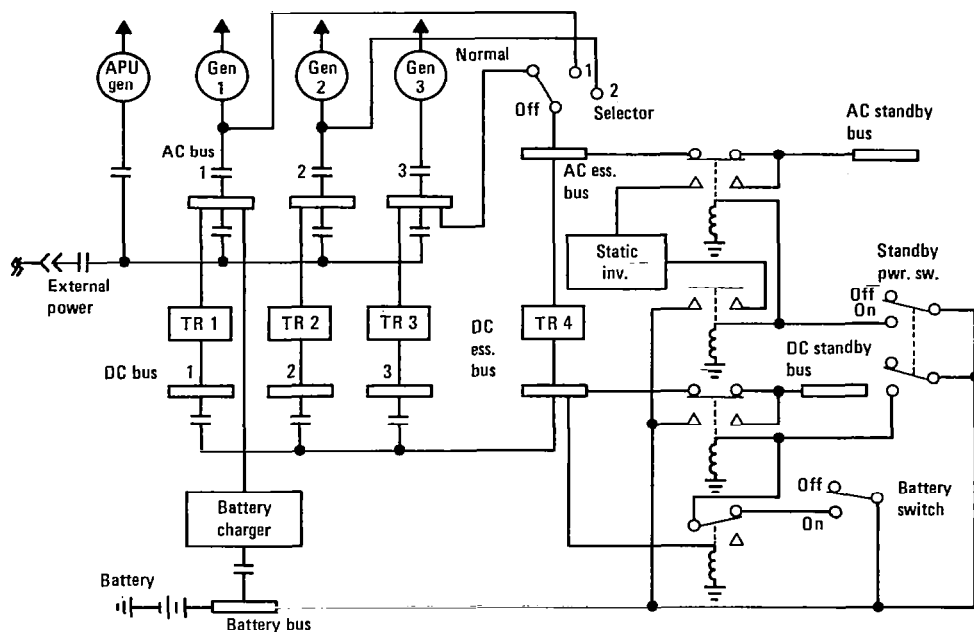 APU
gen
Gen
1
Gen
2
Gen
3
Normal
1
2
Off
Selector
AC bus
1
2
3
AC ess.
bus
AC standby
bus
External
power
Static
inv.
Standby
pwr. sw.
Off
On
TR 1
TR 2
TR 3
DC
ess.
bus
TR 4
DC standby
bus
DC bus
1
2
3
Battery
charger
Off
On
Battery
switch
Battery
Battery bus